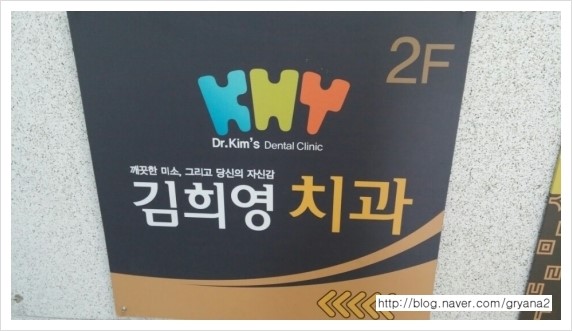 2F
KHY
Dr.Kim's Dental Clinic
깨끗한 미소, 그리고 당신의 자신감
김희영 치과
http://blog.naver.com/gryana2